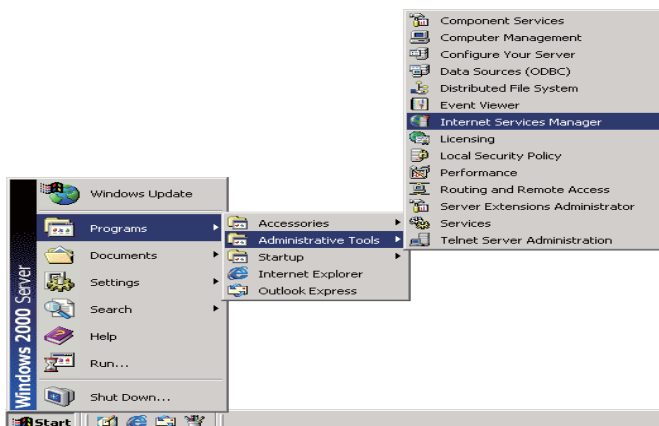 Component Services
Computer Management
Configure Your Server
Data Sources (ODBC)
Distributed File System
Event Viewer
Internet Services Manager
Licensing
Local Security Policy
Performance
Routing and Remote Access
Server Extensions Administrator
Services
Telnet Server Administration
Windows Update
Programs
Documents
Settings
Search
Help
Run...
Shut Down...
Accessories
Administrative Tools
Startup
Internet Explorer
Outlook Express
Windows 2000 Server
Start